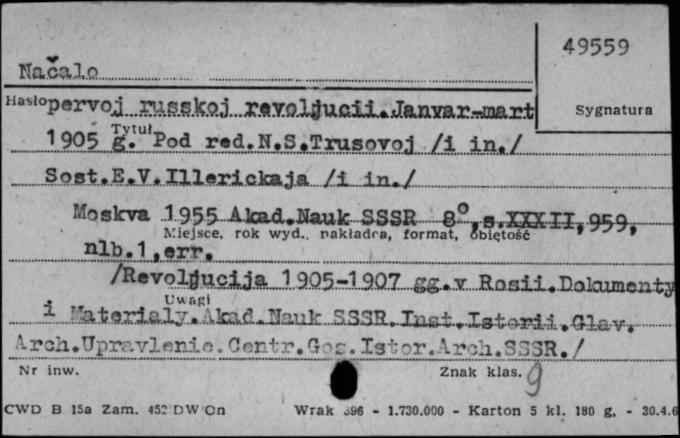 49559
Načalo
Hasło pervoj russkoj revoljucii.Janvar-mart
Sygnatura
Tytuł
1905 g. Pod red.N.S.Trusovoj /i in./
Sost.E.V.Illerickaja /i in./
Moskva 1955 Akad.Nauk SSSR 8°,s.XXXII,959,
Miejsce, rok wyd., nakładca, format, objętość
nlb.1,err.
/Revoljucija 1905-1907 gg.v Rosii.Dokumenty
Uwagi
i Materialy.Akad.Nauk SSSR.Inst.Istorii.Glav.
Arch.Upravlenie.Centr.Gos.Istor.Arch.SSSR./
Nr inw.
Znak klas. 9
CWD B 15a Zam. 452 DW On Wrak 396 - 1.730.000 - Karton 5 kl. 180 g. - 30.4.6